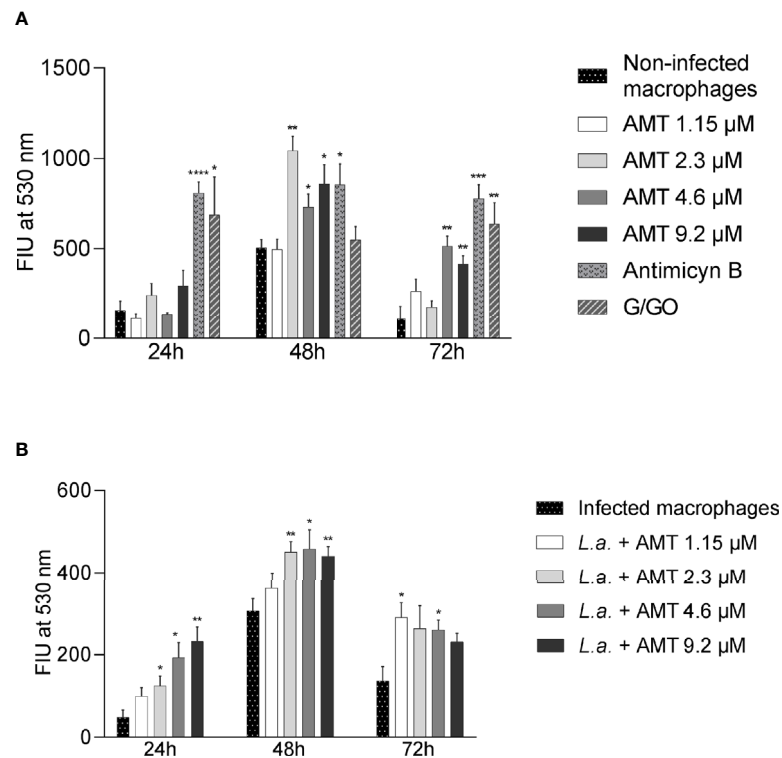 A
FIU at 530 nm
1500
1000
500
0
**** *
** * * *
** ** *** **
24h 48h 72h
Non-infected
macrophages
AMT 1.15 µM
AMT 2.3 µM
AMT 4.6 µM
AMT 9.2 µM
Antimicyn B
G/GO
B
FIU at 530 nm
600
400
200
0
* * **
** * **
* *
24h 48h 72h
Infected macrophages
L.a. + AMT 1.15 µM
L.a. + AMT 2.3 µM
L.a. + AMT 4.6 µM
L.a. + AMT 9.2 µM